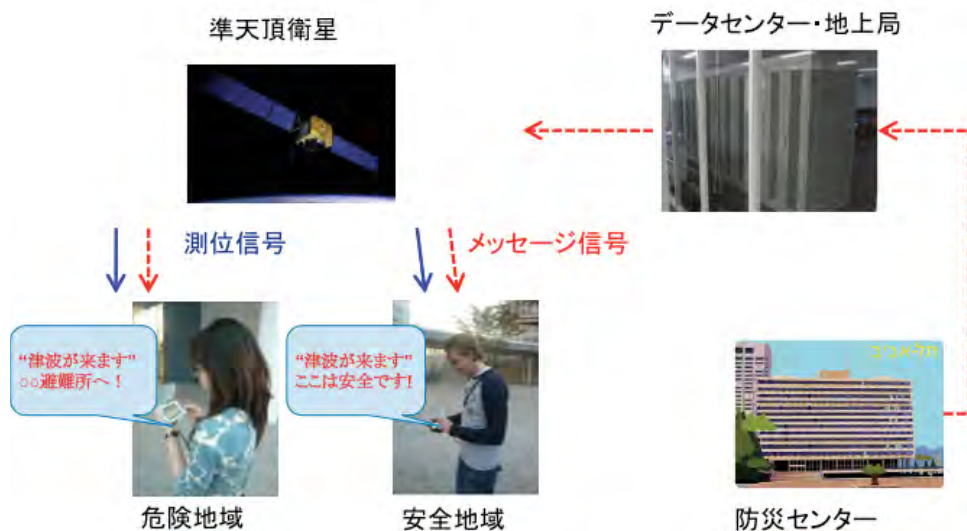 準天頂衛星
データセンター・地上局
測位信号
メッセージ信号
“津波が来ます”
○○避難所へ!
“津波が来ます”
ここは安全です!
危険地域
安全地域
防災センター